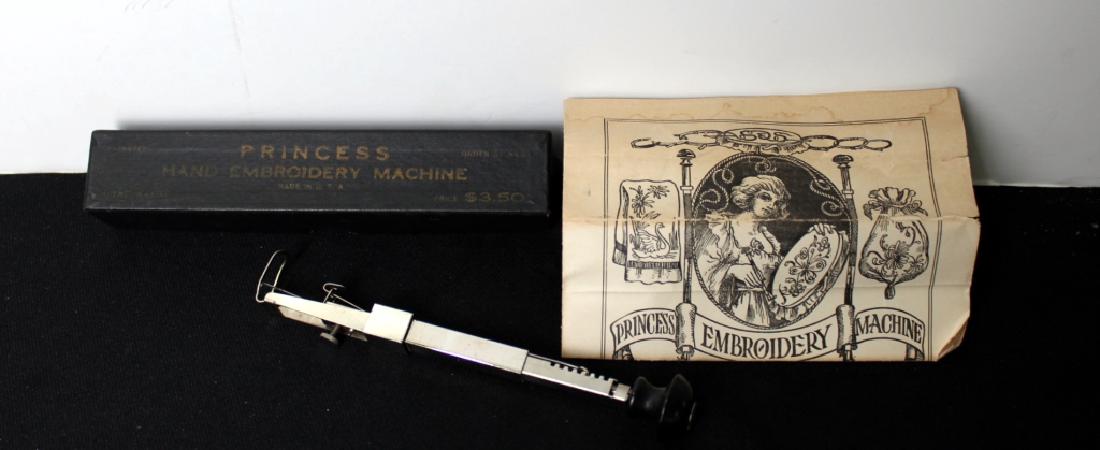 PRINCESS
HAND EMBROIDERY MACHINE
MADE IN U.S.A.
PRICE $3.50
PRINCESS EMBROIDERY MACHINE